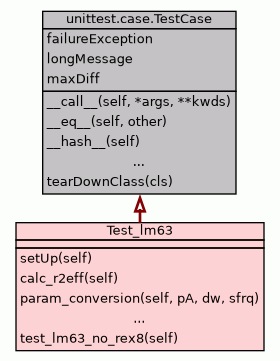 unittest.case.TestCase
failureException
longMessage
maxDiff
__call__(self, *args, **kwds)
__eq__(self, other)
__hash__(self)
...
tearDownClass(cls)
Test_lm63
setUp(self)
calc_r2eff(self)
param_conversion(self, pA, dw, sfrq)
...
test_lm63_no_rex8(self)